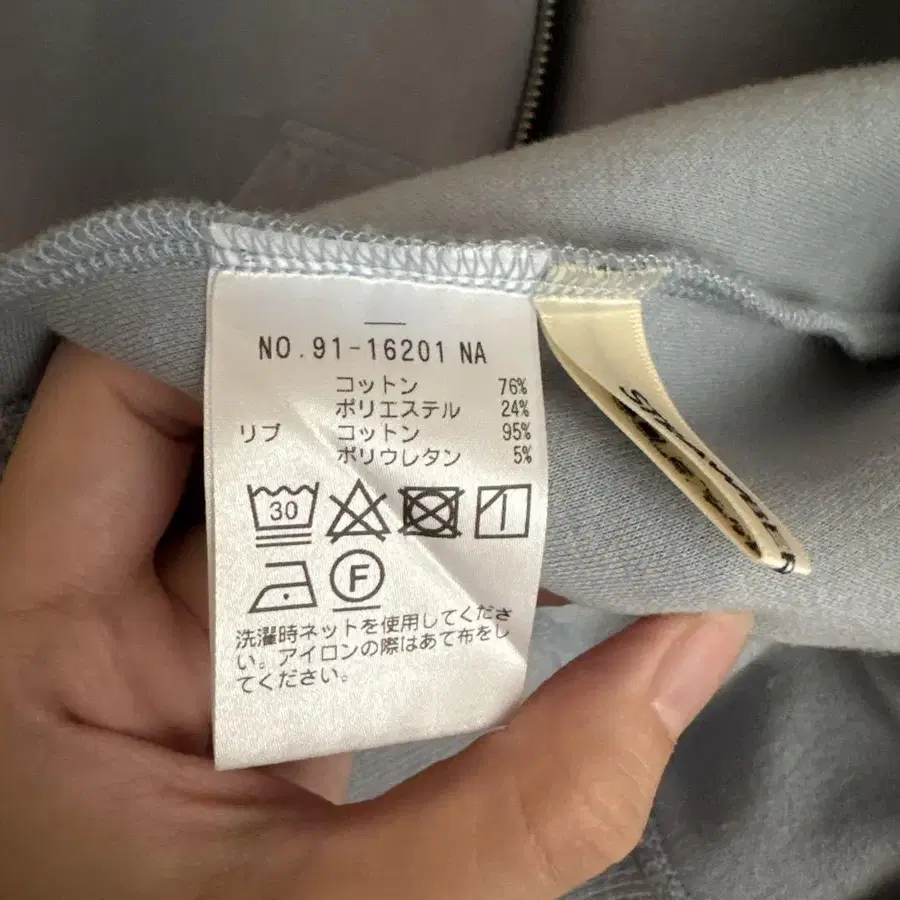 NO.91-16201 NA
コットン 76%
ポリエステル 24%
リブ コットン 95%
ポリウレタン 5%
30
F
洗濯時ネットを使用してくださ
い。アイロンの際はあて布をし
てください。